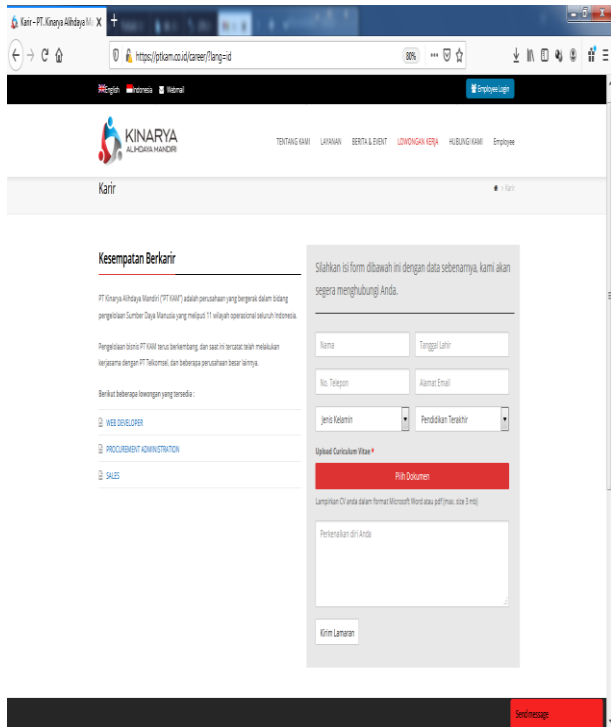 Karir – PT. Kinarya Alihdaya M
https://ptkam.co.id/career/?lang=id
80%
English Indonesia Webmail
Employee Login
KINARYA
ALIHDAYA MANDIRI
TENTANG KAMI LAYANAN BERITA & EVENT LOWONGAN KERJA HUBUNGI KAMI Employee
Karir
> Karir
Kesempatan Berkarir
PT Kinarya Alihdaya Mandiri ("PT KAM") adalah perusahaan yang bergerak dalam bidang
pengelolaan Sumber Daya Manusia yang meliputi 11 wilayah operasional seluruh Indonesia.
Pengelolaan bisnis PT KAM terus berkembang, dan saat ini tercatat telah melakukan
kerjasama dengan PT Telkomsel, dan beberapa perusahaan besar lainnya.
Berikut beberapa lowongan yang tersedia :
WEB DEVELOPER
PROCUREMENT ADMINISTRATION
SALES
Silahkan isi form dibawah ini dengan data sebenarnya, kami akan
segera menghubungi Anda.
Nama Tanggal Lahir
No. Telepon Alamat Email
Jenis Kelamin Pendidikan Terakhir
Upload Curiculum Vitae *
Pilih Dokumen
Lampirkan CV anda dalam format Microsoft Word atau pdf (max. size 3 mb)
Perkenalkan diri Anda
Kirim Lamaran
Send message